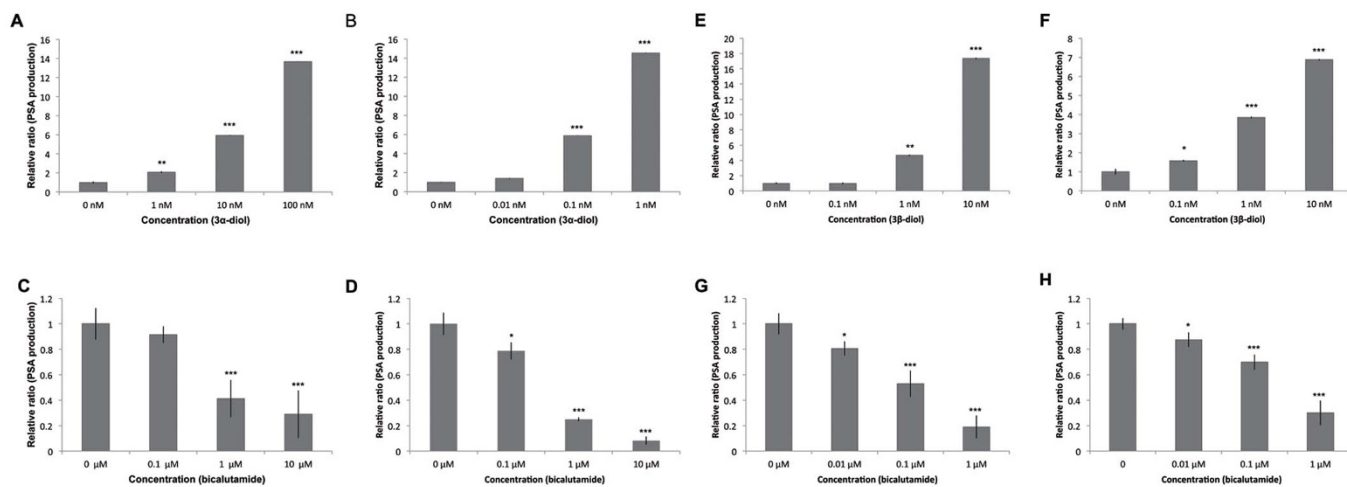 A
Relative ratio (PSA production)
16
14
12
10
8
6
4
2
0
**
***
***
0 nM 1 nM 10 nM 100 nM
Concentration (3α-diol)
B
Relative ratio (PSA production)
16
14
12
10
8
6
4
2
0
***
***
0 nM 0.01 nM 0.1 nM 1 nM
Concentration (3α-diol)
E
Relative ratio (PSA production)
20
18
16
14
12
10
8
6
4
2
0
**
***
0 nM 0.1 nM 1 nM 10 nM
Concentration (3β-diol)
F
Relative ratio (PSA production)
8
7
6
5
4
3
2
1
0
*
***
***
0 nM 0.1 nM 1 nM 10 nM
Concentration (3β-diol)
C
Relative ratio (PSA production)
1.2
1
0.8
0.6
0.4
0.2
0
***
***
0 μM 0.1 μM 1 μM 10 μM
Concentration (bicalutamide)
D
Relative ratio (PSA production)
1.2
1
0.8
0.6
0.4
0.2
0
*
***
***
0 μM 0.1 μM 1 μM 10 μM
Concentration (bicalutamide)
G
Relative ratio (PSA production)
1.2
1
0.8
0.6
0.4
0.2
0
*
***
***
0 μM 0.01 μM 0.1 μM 1 μM
Concentration (bicalutamide)
H
Relative ratio (PSA production)
1.2
1
0.8
0.6
0.4
0.2
0
*
***
***
0 0.01 μM 0.1 μM 1 μM
Concentration (bicalutamide)